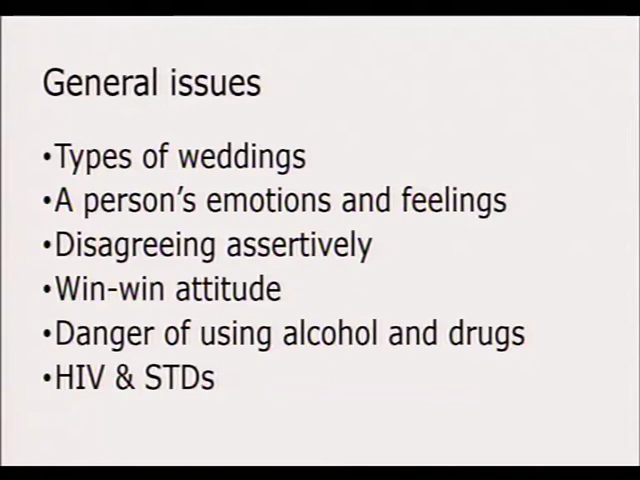 General issues
•Types of weddings
•A person’s emotions and feelings
•Disagreeing assertively
•Win-win attitude
•Danger of using alcohol and drugs
•HIV & STDs